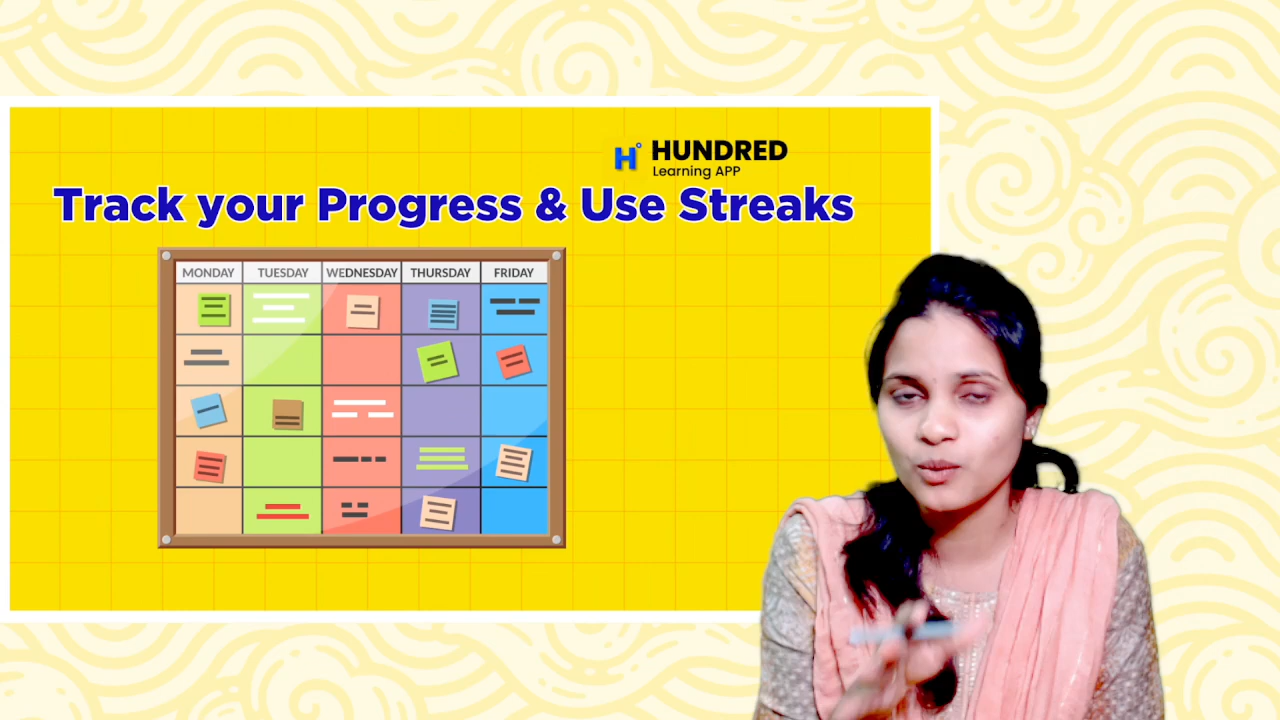 H HUNDRED
Learning APP
Track your Progress & Use Streaks
MONDAY TUESDAY WEDNESDAY THURSDAY FRIDAY